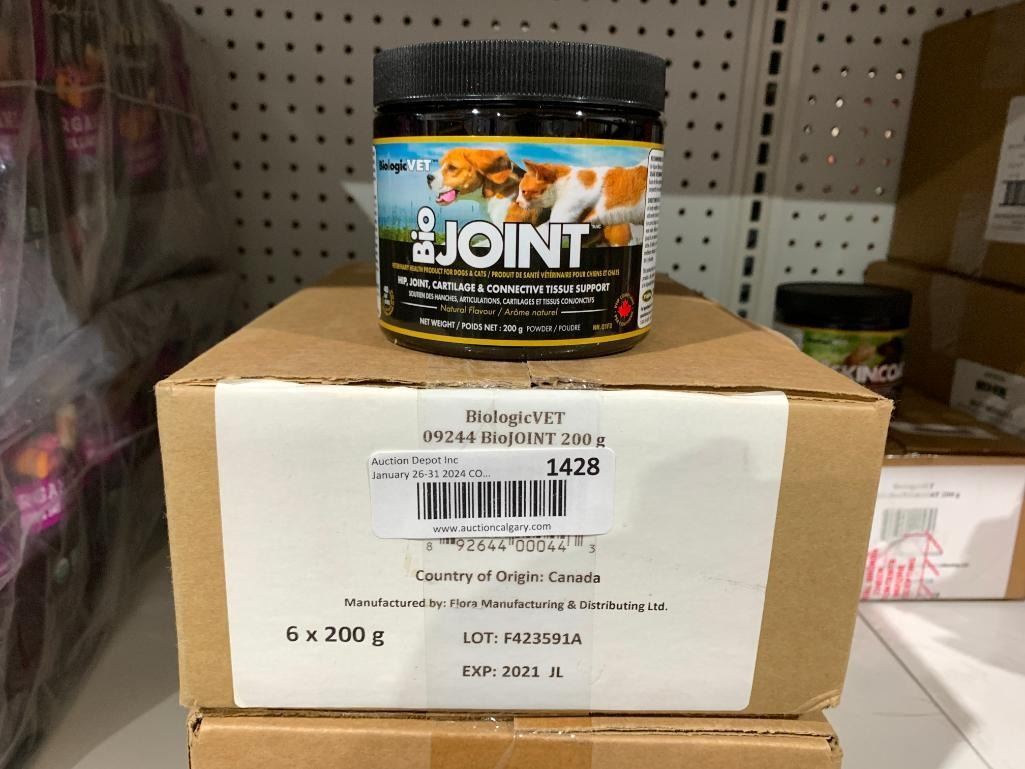 BiologicVET™
Bio JOINT
VETERINARY HEALTH PRODUCT FOR DOGS & CATS / PRODUIT DE SANTÉ VÉTÉRINAIRE POUR CHIENS ET CHATS
HIP, JOINT, CARTILAGE & CONNECTIVE TISSUE SUPPORT
SOUTIEN DES HANCHES, ARTICULATIONS, CARTILAGES ET TISSUS CONJONCTIFS
Natural Flavour / Arôme naturel
NET WEIGHT / POIDS NET : 200 g POWDER / POUDRE
SKINCO
BiologicVET
09244 BioJOINT 200 g
Auction Depot Inc
1428
January 26-31 2024 CO...
www.auctioncalgary.com
8 92644 00044 3
Country of Origin: Canada
Manufactured by: Flora Manufacturing & Distributing Ltd.
6 x 200 g
LOT: F423591A
EXP: 2021 JL